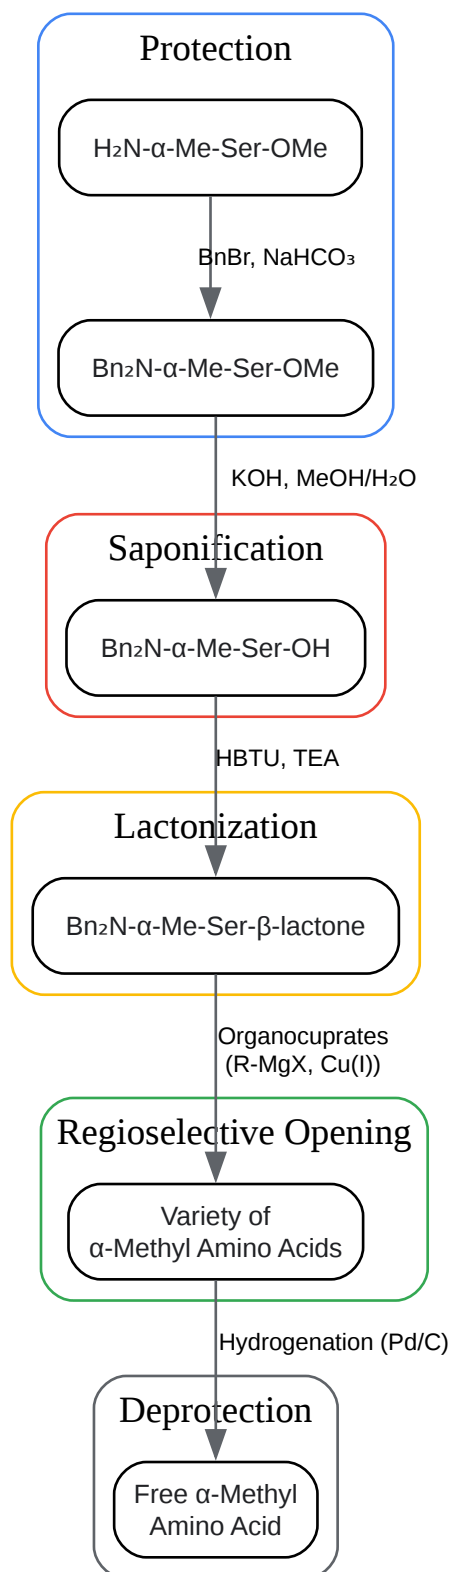 Protection
H₂N-α-Me-Ser-OMe
BnBr, NaHCO₃
Bn₂N-α-Me-Ser-OMe
KOH, MeOH/H₂O
Saponification
Bn₂N-α-Me-Ser-OH
HBTU, TEA
Lactonization
Bn₂N-α-Me-Ser-β-lactone
Organocuprates
(R-MgX, Cu(I))
Regioselective Opening
Variety of
α-Methyl Amino Acids
Hydrogenation (Pd/C)
Deprotection
Free α-Methyl
Amino Acid